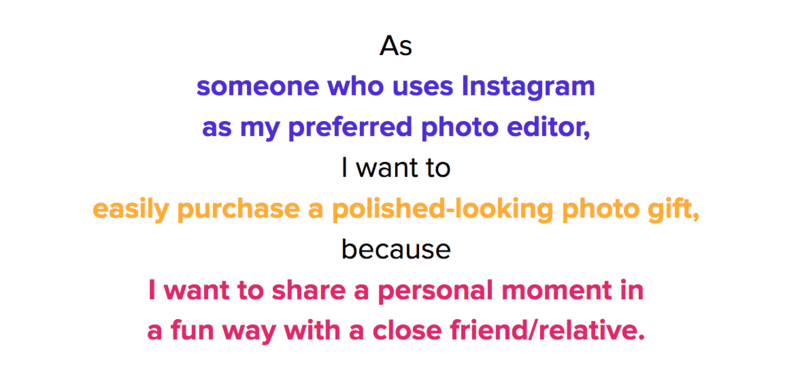 As
someone who uses Instagram
as my preferred photo editor,
I want to
easily purchase a polished-looking photo gift,
because
I want to share a personal moment in
a fun way with a close friend/relative.